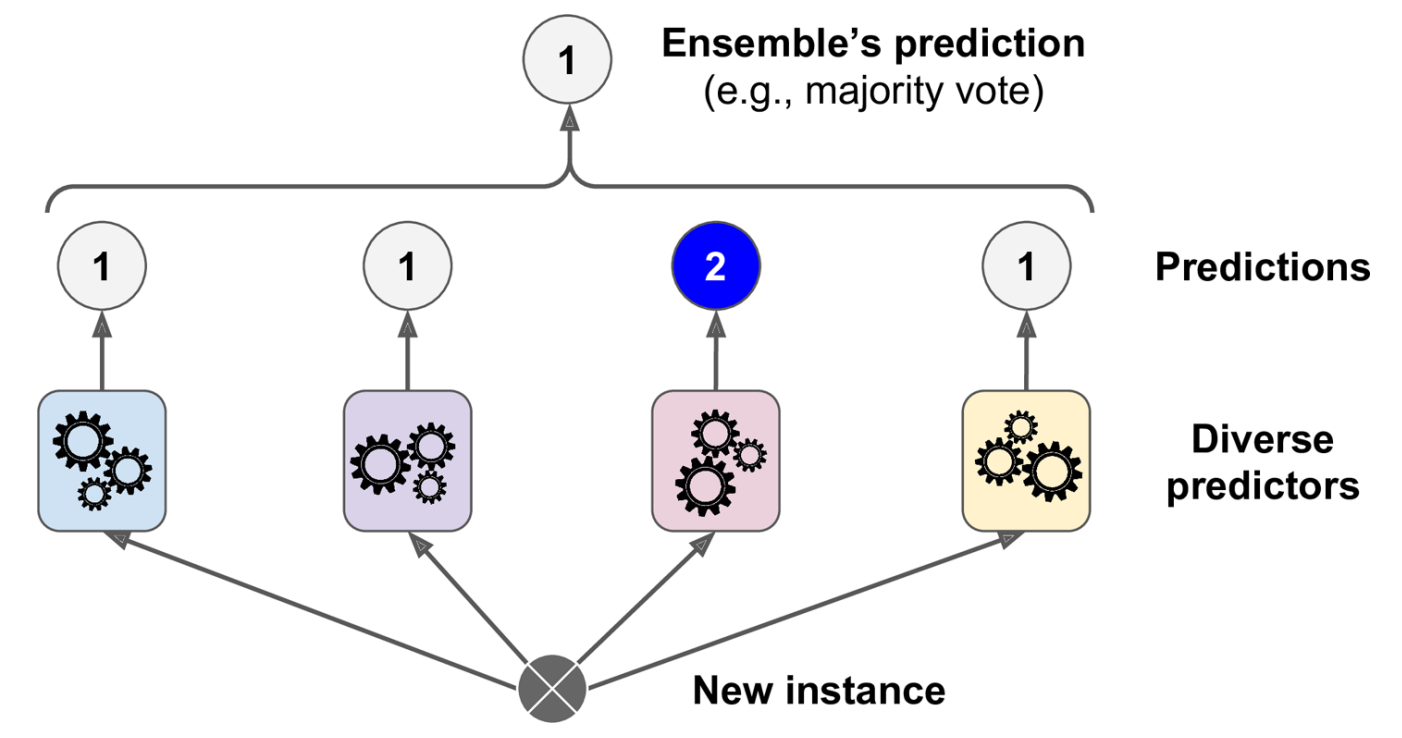 1
Ensemble’s prediction
(e.g., majority vote)
1 1 2 1
Predictions
Diverse
predictors
New instance